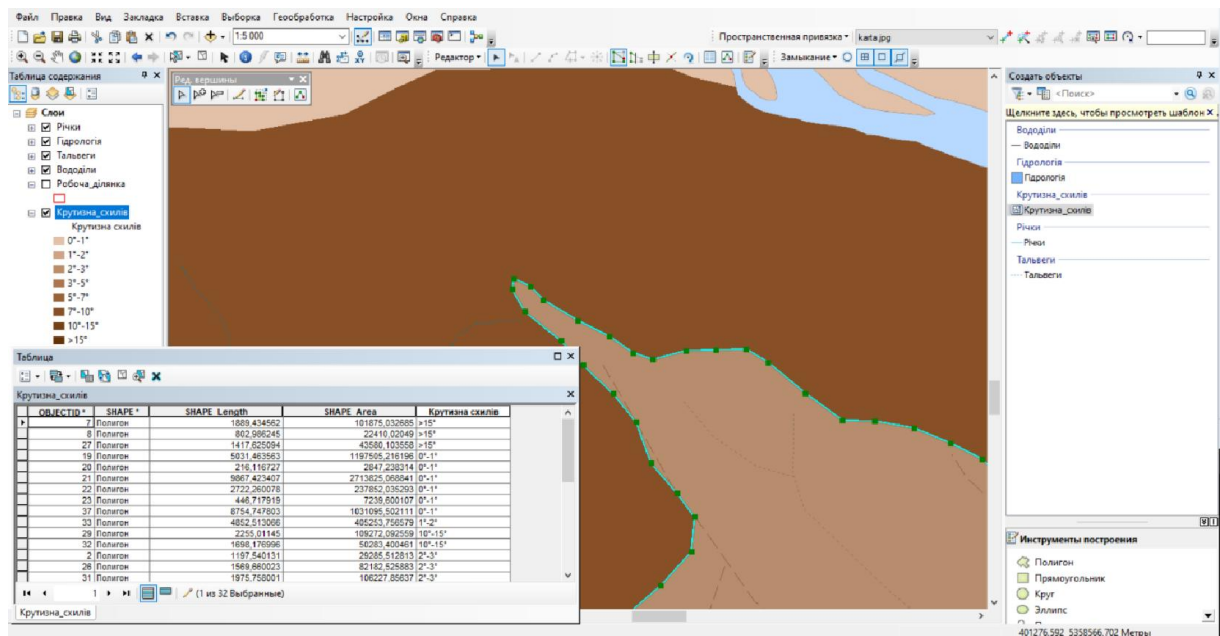 Файл Правка Вид Закладка Вставка Выборка Геообработка Настройка Окна Справка
1:5 000
Пространственная привязка
kata.jpg
Редактор
Замыкание
Таблица содержания
Слои
Річки
Гідрологія
Тальвеги
Вододіли
Робоча_ділянка
Крутизна_схилів
Крутизна схилів
0°-1°
1°-2°
2°-3°
3°-5°
5°-7°
7°-10°
10°-15°
>15°
Ред. вершины
Создать объекты
<Поиск>
Щелкните здесь, чтобы просмотреть шаблон
Вододіли
Вододіли
Гідрологія
Гідрологія
Крутизна_схилів
Крутизна_схилів
Річки
Річки
Тальвеги
Тальвеги
Таблица
Крутизна_схилів
OBJECTID * SHAPE * SHAPE_Length SHAPE_Area Крутизна схилів
7 Полигон 1889,434562 101875,032685 >15°
8 Полигон 802,986245 22410,02049 >15°
27 Полигон 1417,625094 43580,103558 >15°
19 Полигон 5031,463563 1197505,216196 0°-1°
20 Полигон 216,116727 2847,238314 0°-1°
21 Полигон 9867,423407 2713825,068841 0°-1°
22 Полигон 2722,260078 237852,035293 0°-1°
23 Полигон 446,717919 7239,600107 0°-1°
37 Полигон 8754,747803 1031095,502111 0°-1°
33 Полигон 4852,513066 405253,756579 1°-2°
29 Полигон 2255,01145 109272,092559 10°-15°
32 Полигон 1698,176996 50283,400461 10°-15°
2 Полигон 1197,540131 29285,512813 2°-3°
26 Полигон 1569,660023 82182,525883 2°-3°
31 Полигон 1975,758001 106227,85637 2°-3°
1
(1 из 32 Выбранные)
Крутизна_схилів
Инструменты построения
Полигон
Прямоугольник
Круг
Эллипс
401276,592 5358566,702 Метры